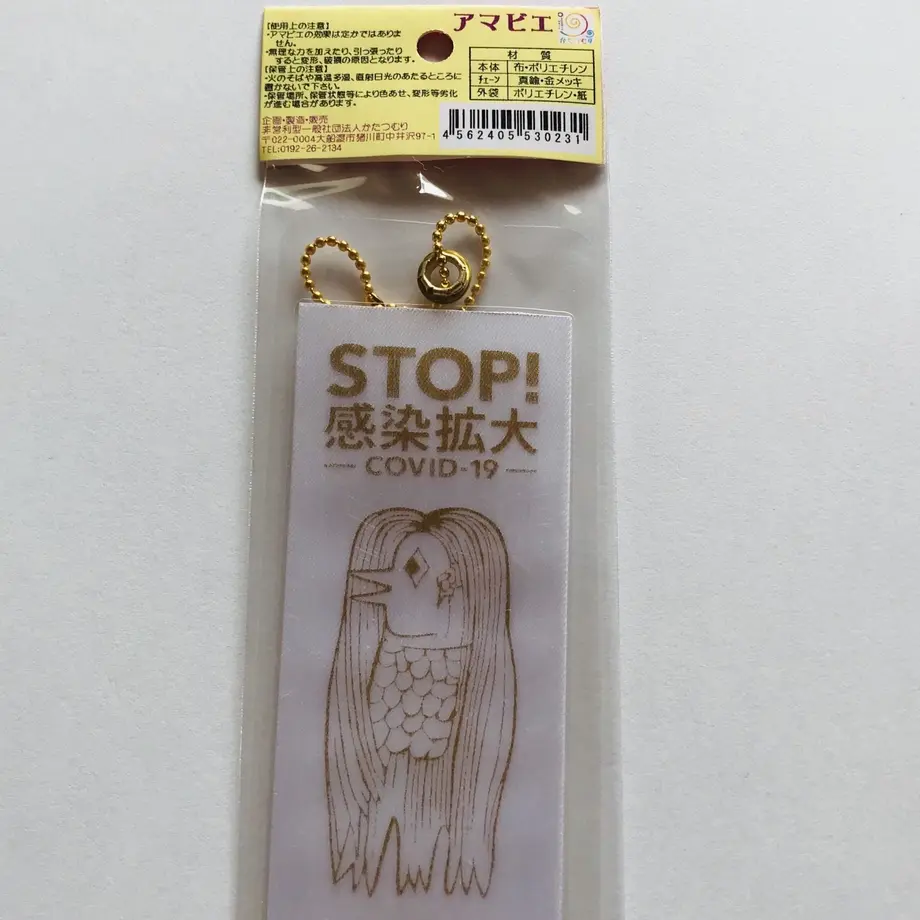 【使用上の注意】
・アマビエの効果は定かではありま
せん。
・無理な力を加えたり、引っ張ったり
すると変形、破損の原因となります。
【保管上の注意】
・火のそばや高温多湿、直射日光のあたるところに
置かないで下さい。
・保管場所、保管状態等により色あせ、変形等劣化
が進む場合があります。
企画・製造・販売
非営利型一般社団法人かたつむり
〒022-0004大船渡市猪川町中井沢97-1
TEL:0192-26-2134
アマビエ
材質
本体 布・ポリエチレン
チェーン 真鍮・金メッキ
外袋 ポリエチレン・紙
4562405530231
STOP!
感染拡大
COVID-19